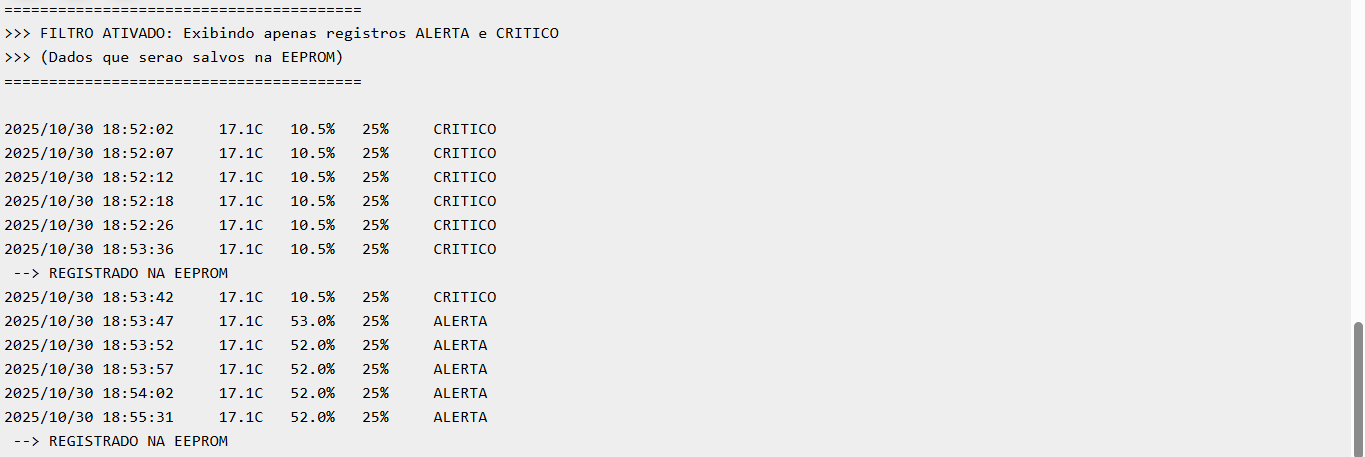 ========================================
>>> FILTRO ATIVADO: Exibindo apenas registros ALERTA e CRITICO
>>> (Dados que serao salvos na EEPROM)
========================================
2025/10/30 18:52:02     17.1C   10.5%   25%     CRITICO
2025/10/30 18:52:07     17.1C   10.5%   25%     CRITICO
2025/10/30 18:52:12     17.1C   10.5%   25%     CRITICO
2025/10/30 18:52:18     17.1C   10.5%   25%     CRITICO
2025/10/30 18:52:26     17.1C   10.5%   25%     CRITICO
2025/10/30 18:53:36     17.1C   10.5%   25%     CRITICO
 --> REGISTRADO NA EEPROM
2025/10/30 18:53:42     17.1C   10.5%   25%     CRITICO
2025/10/30 18:53:47     17.1C   53.0%   25%     ALERTA
2025/10/30 18:53:52     17.1C   52.0%   25%     ALERTA
2025/10/30 18:53:57     17.1C   52.0%   25%     ALERTA
2025/10/30 18:54:02     17.1C   52.0%   25%     ALERTA
2025/10/30 18:55:31     17.1C   52.0%   25%     ALERTA
 --> REGISTRADO NA EEPROM